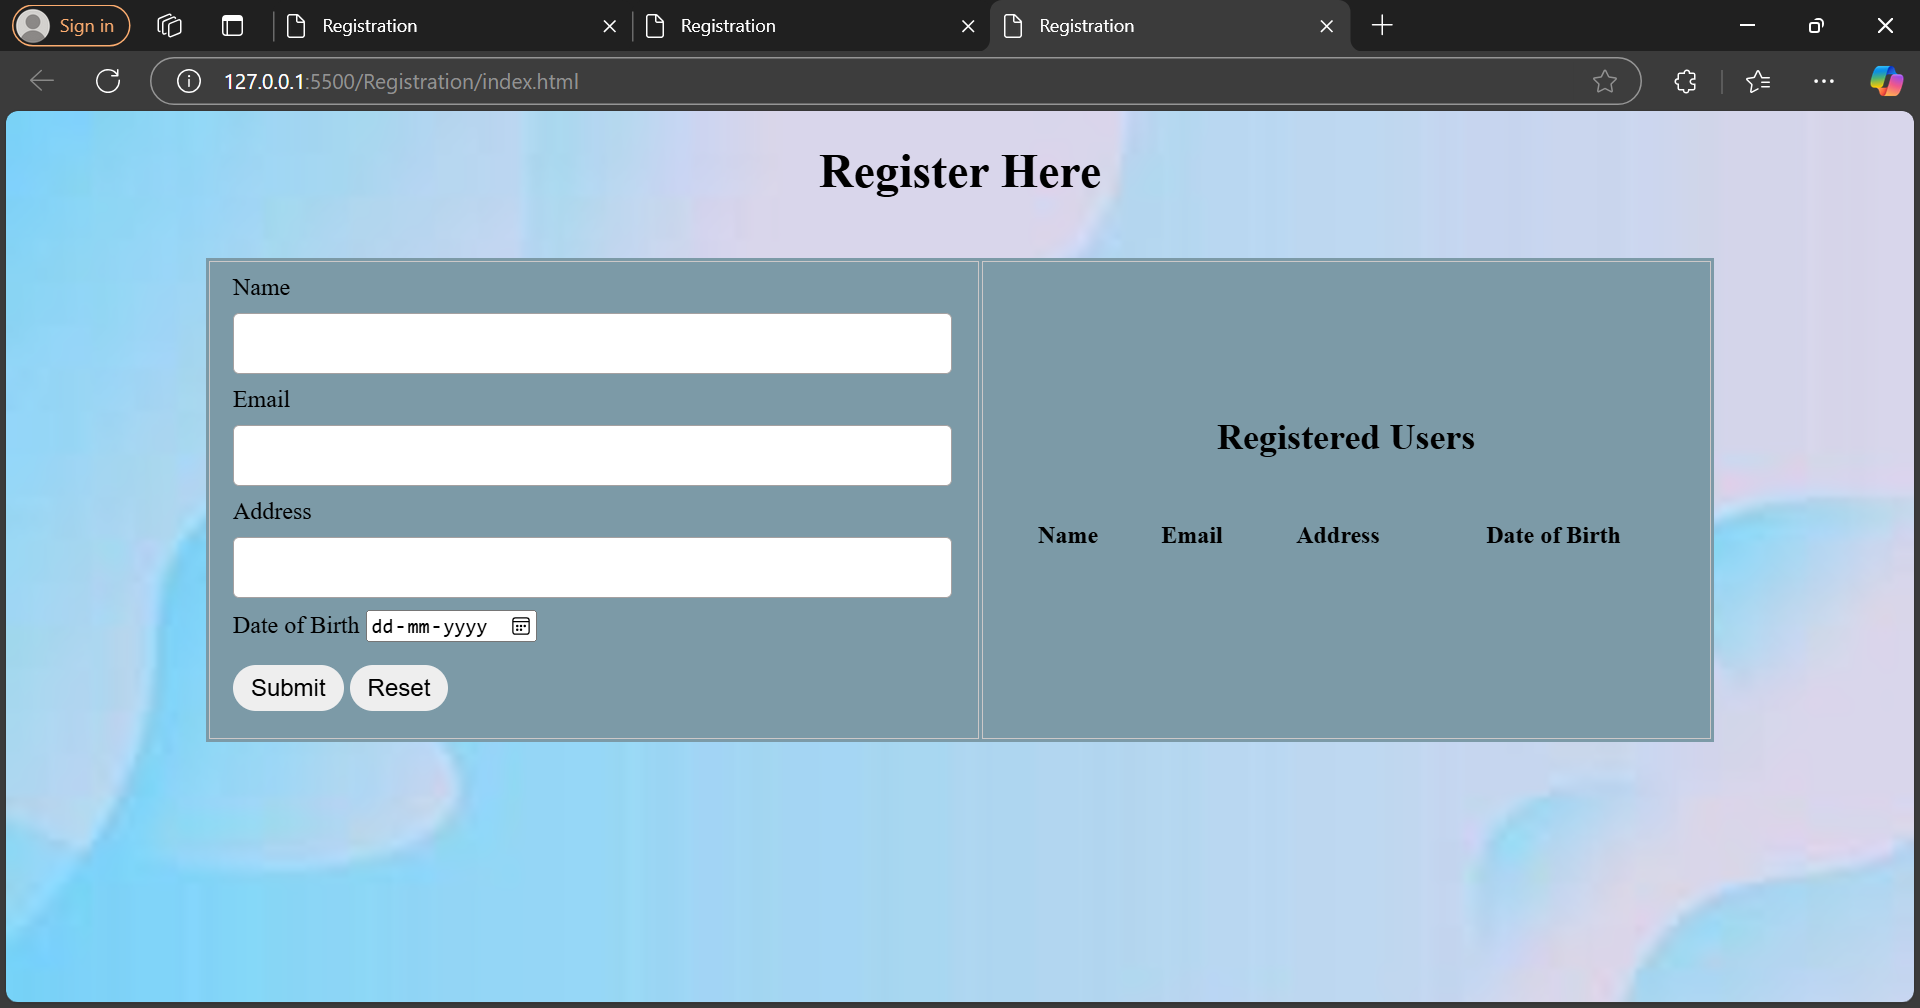 Sign in
Registration
Registration
Registration
127.0.0.1:5500/Registration/index.html
Register Here
Name
Email
Address
Date of Birth dd-mm-yyyy
Submit Reset
Registered Users
Name Email Address Date of Birth